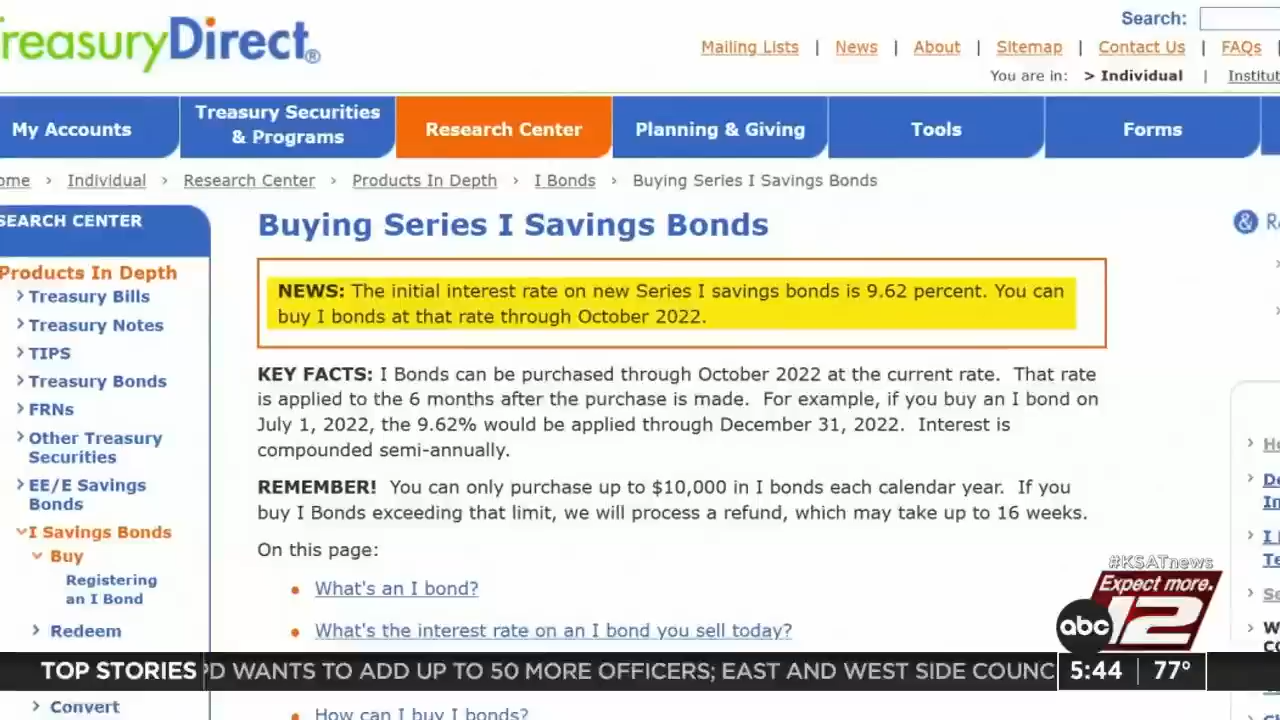 TreasuryDirect®
Search:
Mailing Lists | News | About | Sitemap | Contact Us | FAQs
You are in: > Individual |
My Accounts
Treasury Securities & Programs
Research Center
Planning & Giving
Tools
Forms
Individual > Research Center > Products In Depth > I Bonds > Buying Series I Savings Bonds
SEARCH CENTER
Products In Depth
Treasury Bills
Treasury Notes
TIPS
Treasury Bonds
FRNs
Other Treasury
Securities
EE/E Savings
Bonds
I Savings Bonds
Buy
Registering
an I Bond
Redeem
Convert
Buying Series I Savings Bonds
NEWS: The initial interest rate on new Series I savings bonds is 9.62 percent. You can
buy I bonds at that rate through October 2022.
KEY FACTS: I Bonds can be purchased through October 2022 at the current rate. That rate
is applied to the 6 months after the purchase is made. For example, if you buy an I bond on
July 1, 2022, the 9.62% would be applied through December 31, 2022. Interest is
compounded semi-annually.
REMEMBER! You can only purchase up to $10,000 in I bonds each calendar year. If you
buy I Bonds exceeding that limit, we will process a refund, which may take up to 16 weeks.
On this page:
What's an I bond?
What's the interest rate on an I bond you sell today?
How can I buy I bonds?
#KSATnews
Expect more.
abc 12
TOP STORIES PD WANTS TO ADD UP TO 50 MORE OFFICERS; EAST AND WEST SIDE COUNC 5:44 77°